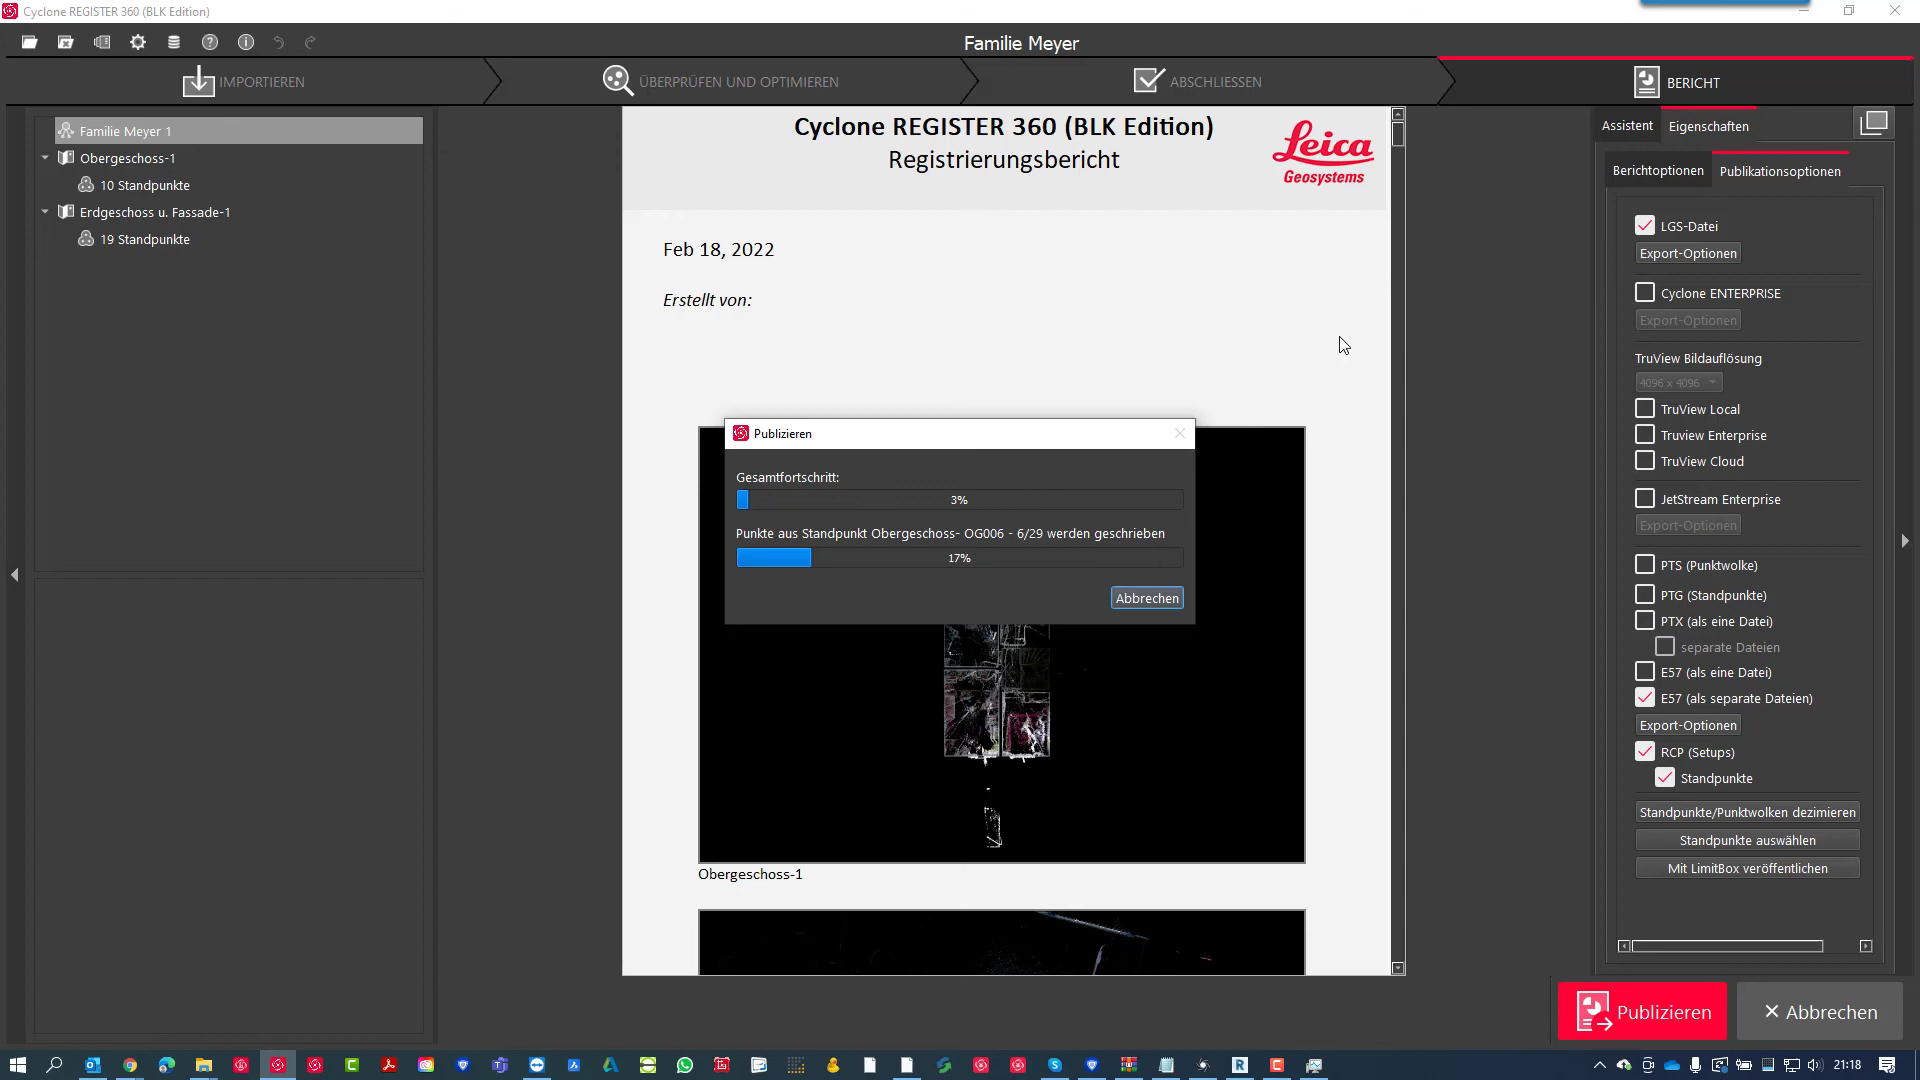 Cyclone REGISTER 360 (BLK Edition)
Familie Meyer
IMPORTIEREN
ÜBERPRÜFEN UND OPTIMIEREN
ABSCHLIESSEN
BERICHT
Familie Meyer 1
Obergeschoss-1
10 Standpunkte
Erdgeschoss u. Fassade-1
19 Standpunkte
Cyclone REGISTER 360 (BLK Edition)
Registrierungsbericht
Leica
Geosystems
Feb 18, 2022
Erstellt von:
Publizieren
Gesamtfortschritt:
3%
Punkte aus Standpunkt Obergeschoss- OG006 - 6/29 werden geschrieben
17%
Abbrechen
Obergeschoss-1
Assistent
Eigenschaften
Berichtoptionen
Publikationsoptionen
LGS-Datei
Export-Optionen
Cyclone ENTERPRISE
Export-Optionen
TruView Bildauflösung
4096 x 4096
TruView Local
Truview Enterprise
TruView Cloud
JetStream Enterprise
Export-Optionen
PTS (Punktwolke)
PTG (Standpunkte)
PTX (als eine Datei)
separate Dateien
E57 (als eine Datei)
E57 (als separate Dateien)
Export-Optionen
RCP (Setups)
Standpunkte
Standpunkte/Punktwolken dezimieren
Standpunkte auswählen
Mit LimitBox veröffentlichen
Publizieren
Abbrechen
21:18